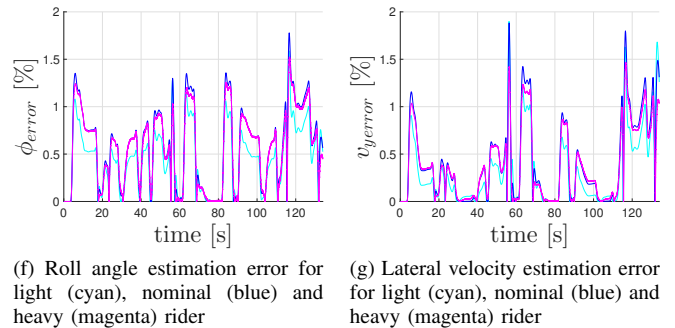 2
1.5
1
0.5
0
ϕerror [%]
0 20 40 60 80 100 120
time [s]
(f) Roll angle estimation error for
light (cyan), nominal (blue) and
heavy (magenta) rider
2
1.5
1
0.5
0
vyerror [%]
0 20 40 60 80 100 120
time [s]
(g) Lateral velocity estimation error
for light (cyan), nominal (blue) and
heavy (magenta) rider